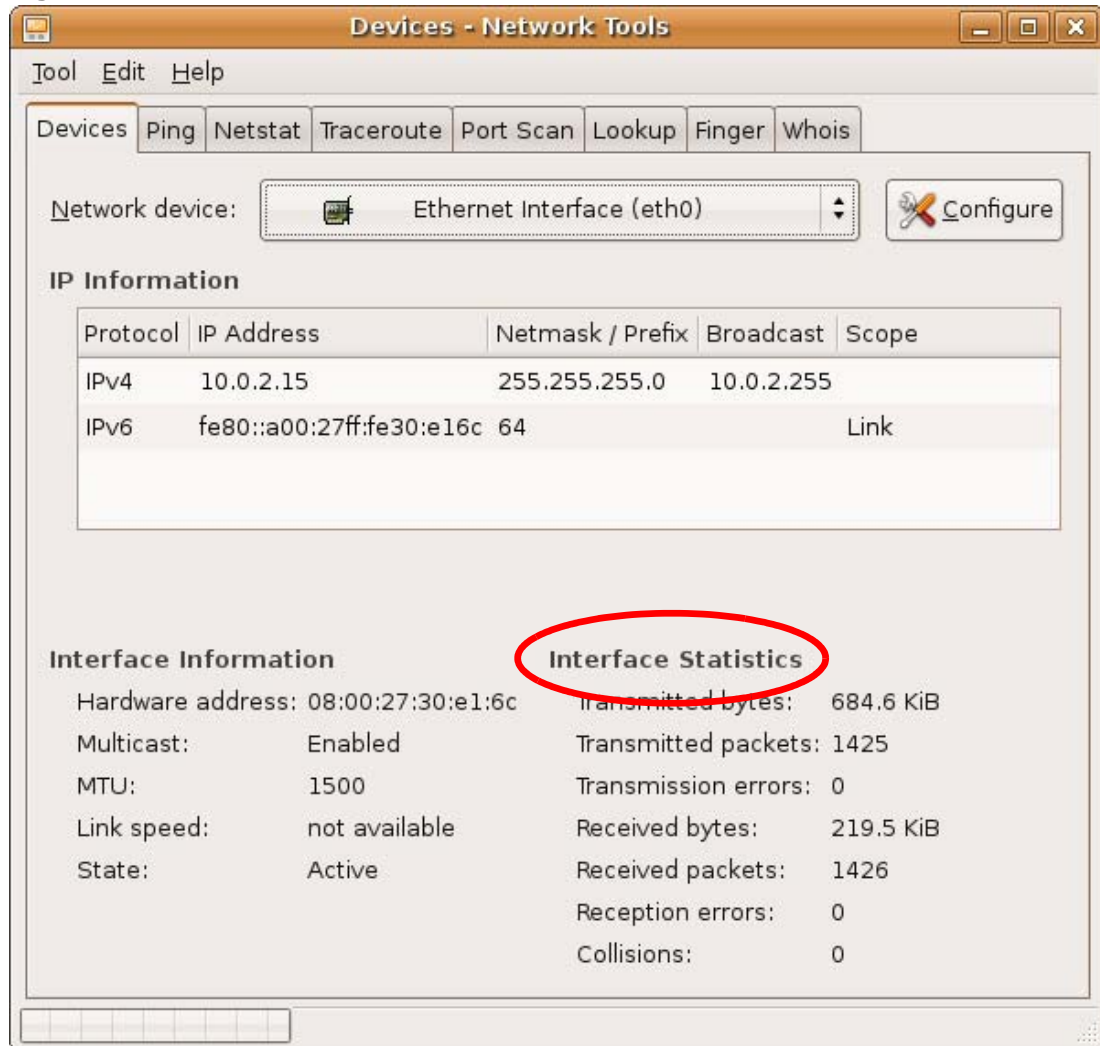 Devices - Network Tools
Tool Edit Help
Devices Ping Netstat Traceroute Port Scan Lookup Finger Whois
Network device: Ethernet Interface (eth0) Configure
IP Information
Protocol IP Address Netmask / Prefix Broadcast Scope
IPv4 10.0.2.15 255.255.255.0 10.0.2.255
IPv6 fe80::a00:27ff:fe30:e16c 64 Link
Interface Information
Hardware address: 08:00:27:30:e1:6c
Multicast: Enabled
MTU: 1500
Link speed: not available
State: Active
Interface Statistics
Transmitted bytes: 684.6 KiB
Transmitted packets: 1425
Transmission errors: 0
Received bytes: 219.5 KiB
Received packets: 1426
Reception errors: 0
Collisions: 0